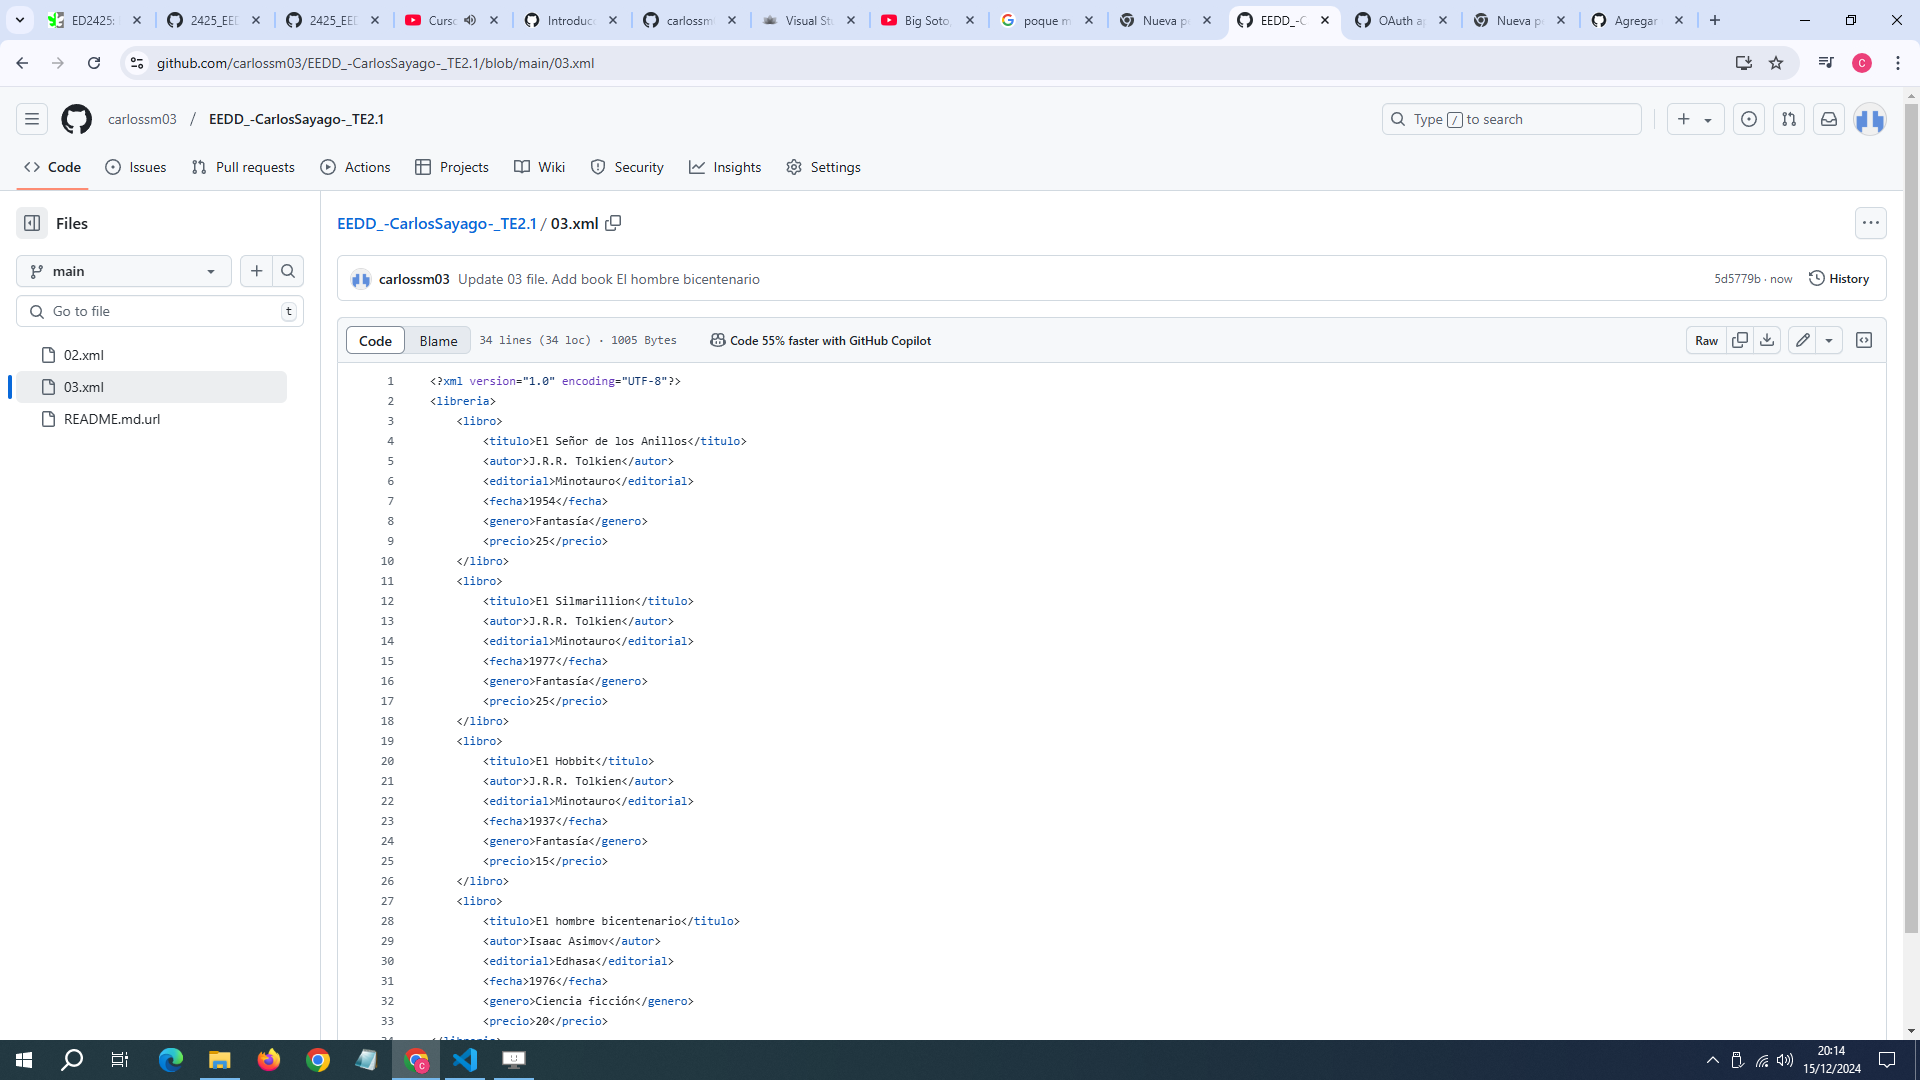 ED2425:
2425_EED
2425_EED
Curso
Introducc
carlossm
Visual Stu
Big Soto,
poque m
Nueva pe
EEDD_-C
OAuth ap
Nueva pe
Agregar
github.com/carlossm03/EEDD_-CarlosSayago-_TE2.1/blob/main/03.xml
C
carlossm03 / EEDD_-CarlosSayago-_TE2.1
Type / to search
Code
Issues
Pull requests
Actions
Projects
Wiki
Security
Insights
Settings
Files
main
Go to file
t
02.xml
03.xml
README.md.url
EEDD_-CarlosSayago-_TE2.1 / 03.xml
carlossm03 Update 03 file. Add book El hombre bicentenario
5d5779b · now
History
Code
Blame
34 lines (34 loc) · 1005 Bytes
Code 55% faster with GitHub Copilot
Raw
1 <?xml version="1.0" encoding="UTF-8"?>
2 <libreria>
3 <libro>
4 <titulo>El Señor de los Anillos</titulo>
5 <autor>J.R.R. Tolkien</autor>
6 <editorial>Minotauro</editorial>
7 <fecha>1954</fecha>
8 <genero>Fantasía</genero>
9 <precio>25</precio>
10 </libro>
11 <libro>
12 <titulo>El Silmarillion</titulo>
13 <autor>J.R.R. Tolkien</autor>
14 <editorial>Minotauro</editorial>
15 <fecha>1977</fecha>
16 <genero>Fantasía</genero>
17 <precio>25</precio>
18 </libro>
19 <libro>
20 <titulo>El Hobbit</titulo>
21 <autor>J.R.R. Tolkien</autor>
22 <editorial>Minotauro</editorial>
23 <fecha>1937</fecha>
24 <genero>Fantasía</genero>
25 <precio>15</precio>
26 </libro>
27 <libro>
28 <titulo>El hombre bicentenario</titulo>
29 <autor>Isaac Asimov</autor>
30 <editorial>Edhasa</editorial>
31 <fecha>1976</fecha>
32 <genero>Ciencia ficción</genero>
33 <precio>20</precio>
34 </libreria>
20:14
15/12/2024